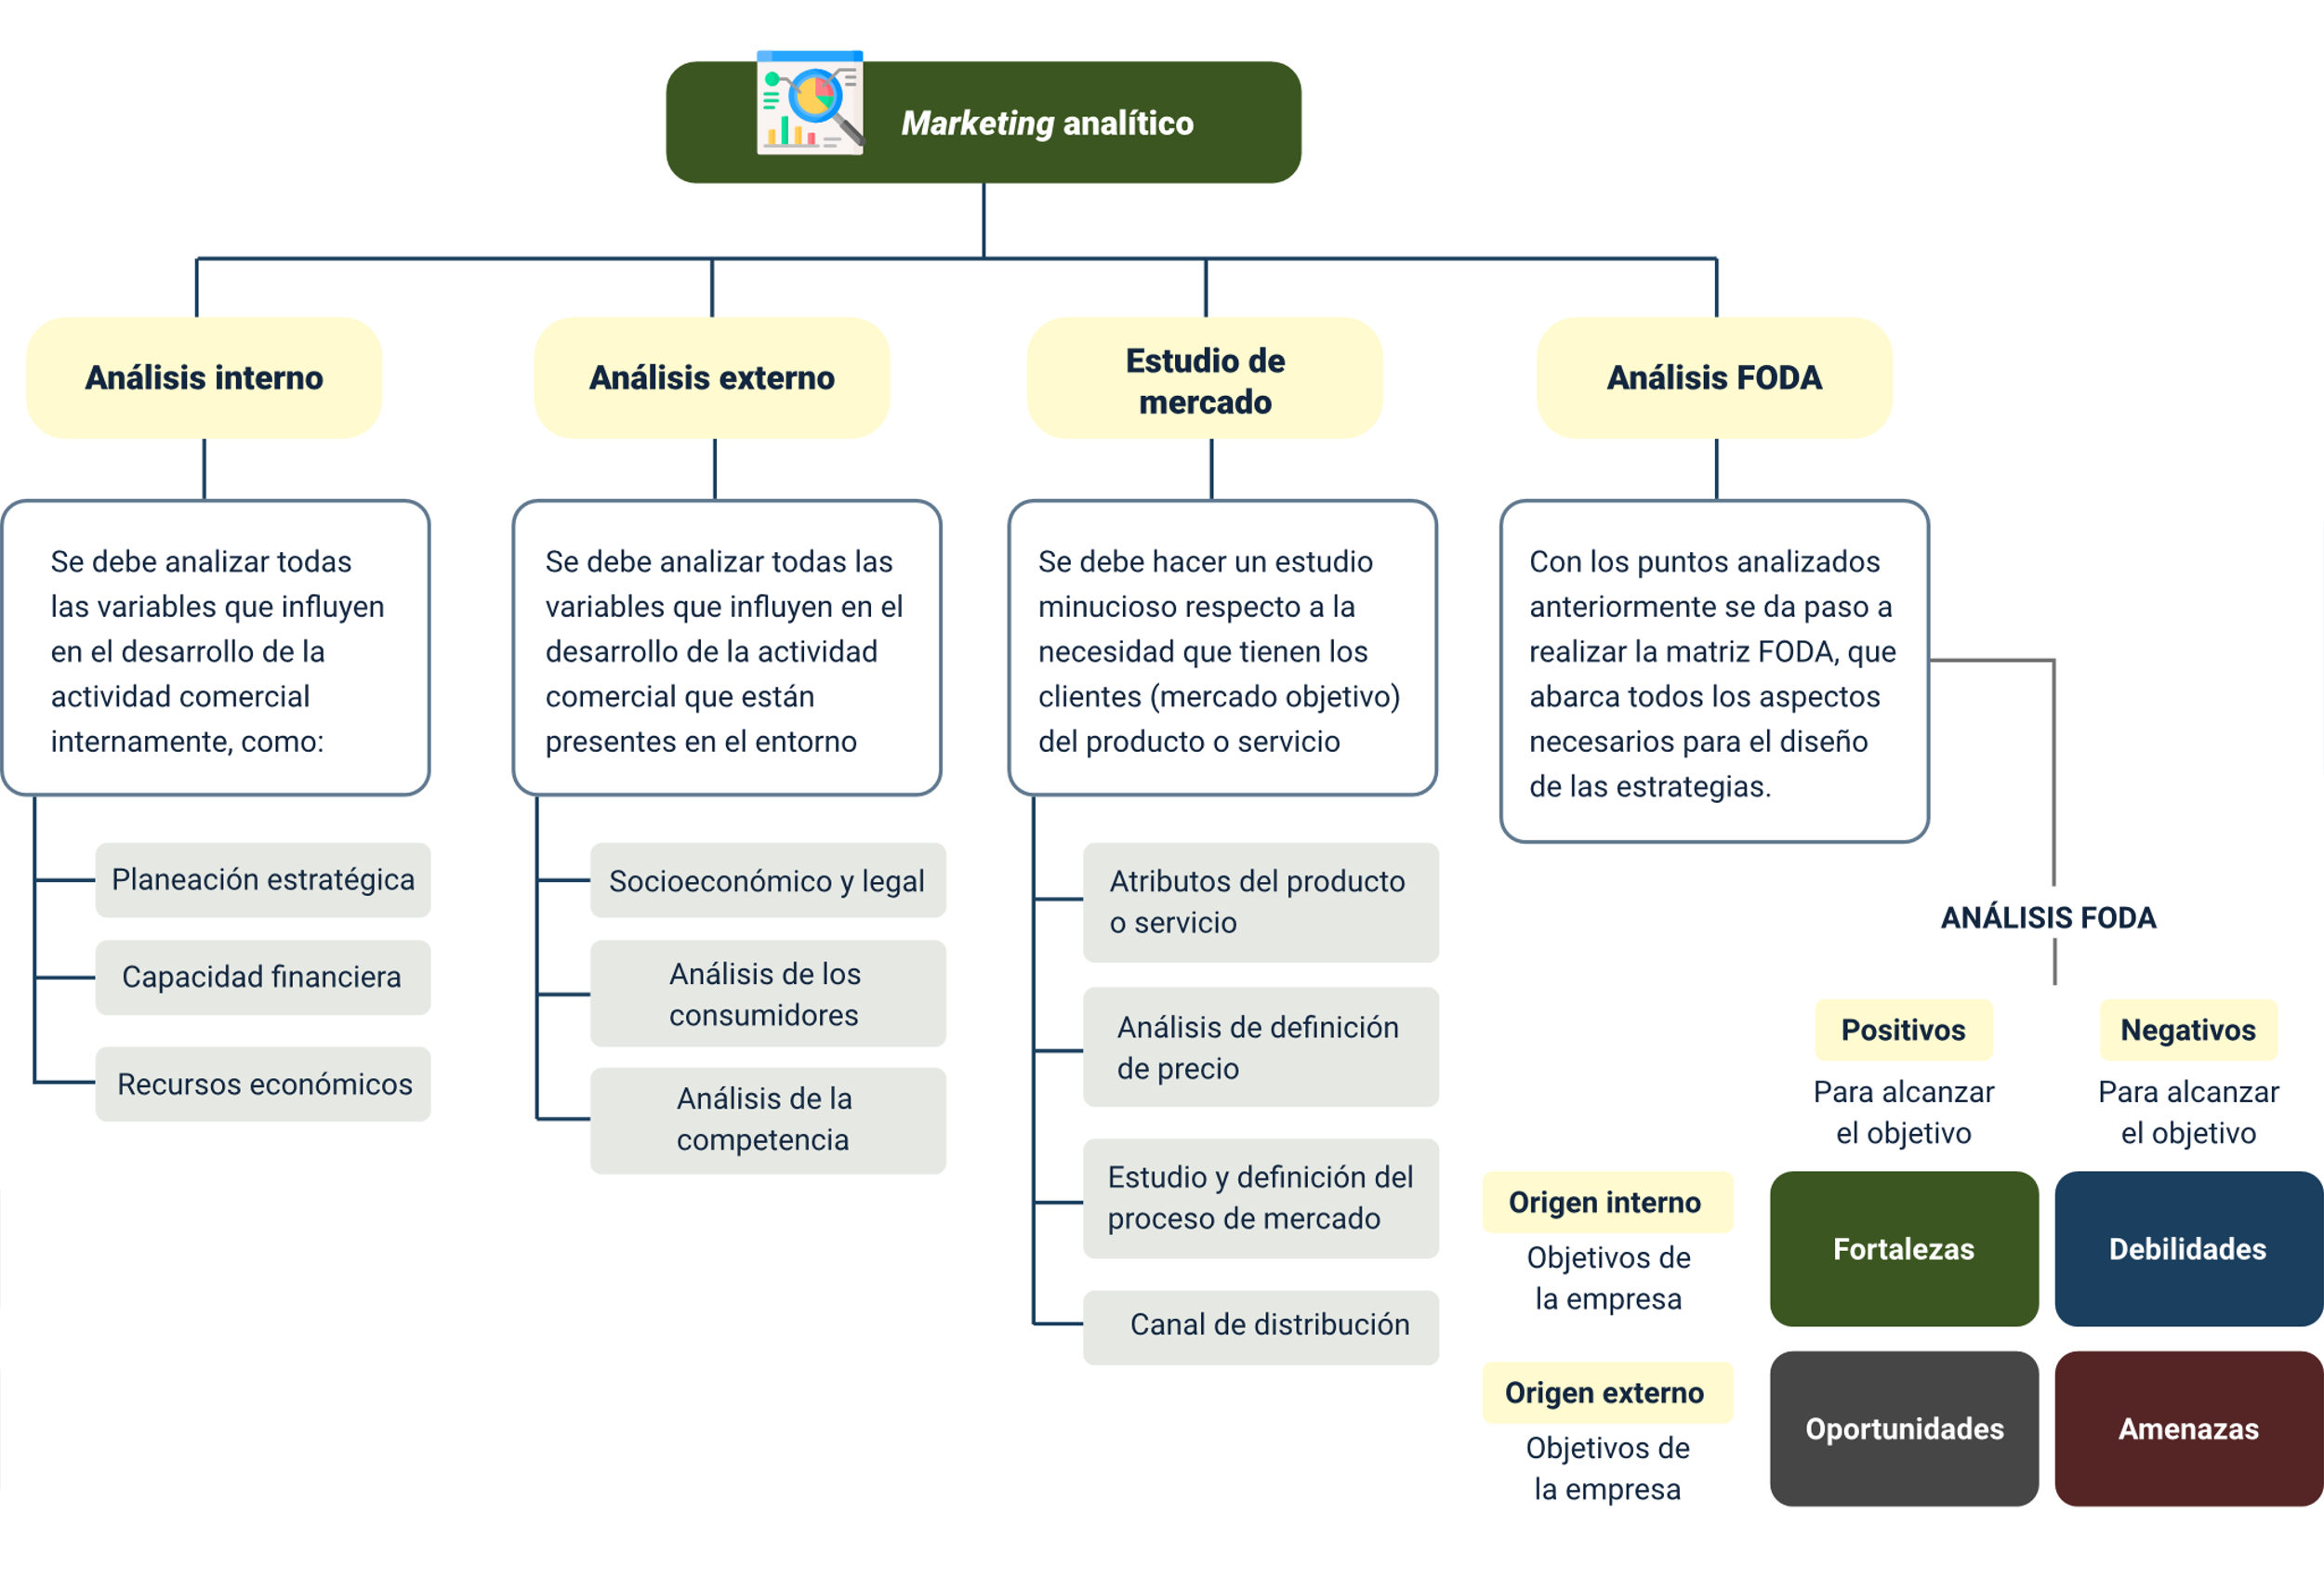 Marketing analítico
Análisis interno
Se debe analizar todas
las variables que influyen
en el desarrollo de la
actividad comercial
internamente, como:
Planeación estratégica
Capacidad financiera
Recursos económicos
Análisis externo
Se debe analizar todas las
variables que influyen en el
desarrollo de la actividad
comercial que están
presentes en el entorno
Socioeconómico y legal
Análisis de los
consumidores
Análisis de la
competencia
Estudio de
mercado
Se debe hacer un estudio
minucioso respecto a la
necesidad que tienen los
clientes (mercado objetivo)
del producto o servicio
Atributos del producto
o servicio
Análisis de definición
de precio
Estudio y definición del
proceso de mercado
Canal de distribución
Análisis FODA
Con los puntos analizados
anteriormente se da paso a
realizar la matriz FODA, que
abarca todos los aspectos
necesarios para el diseño
de las estrategias.
ANÁLISIS FODA
Positivos
Para alcanzar
el objetivo
Negativos
Para alcanzar
el objetivo
Origen interno
Objetivos de
la empresa
Fortalezas
Debilidades
Origen externo
Objetivos de
la empresa
Oportunidades
Amenazas